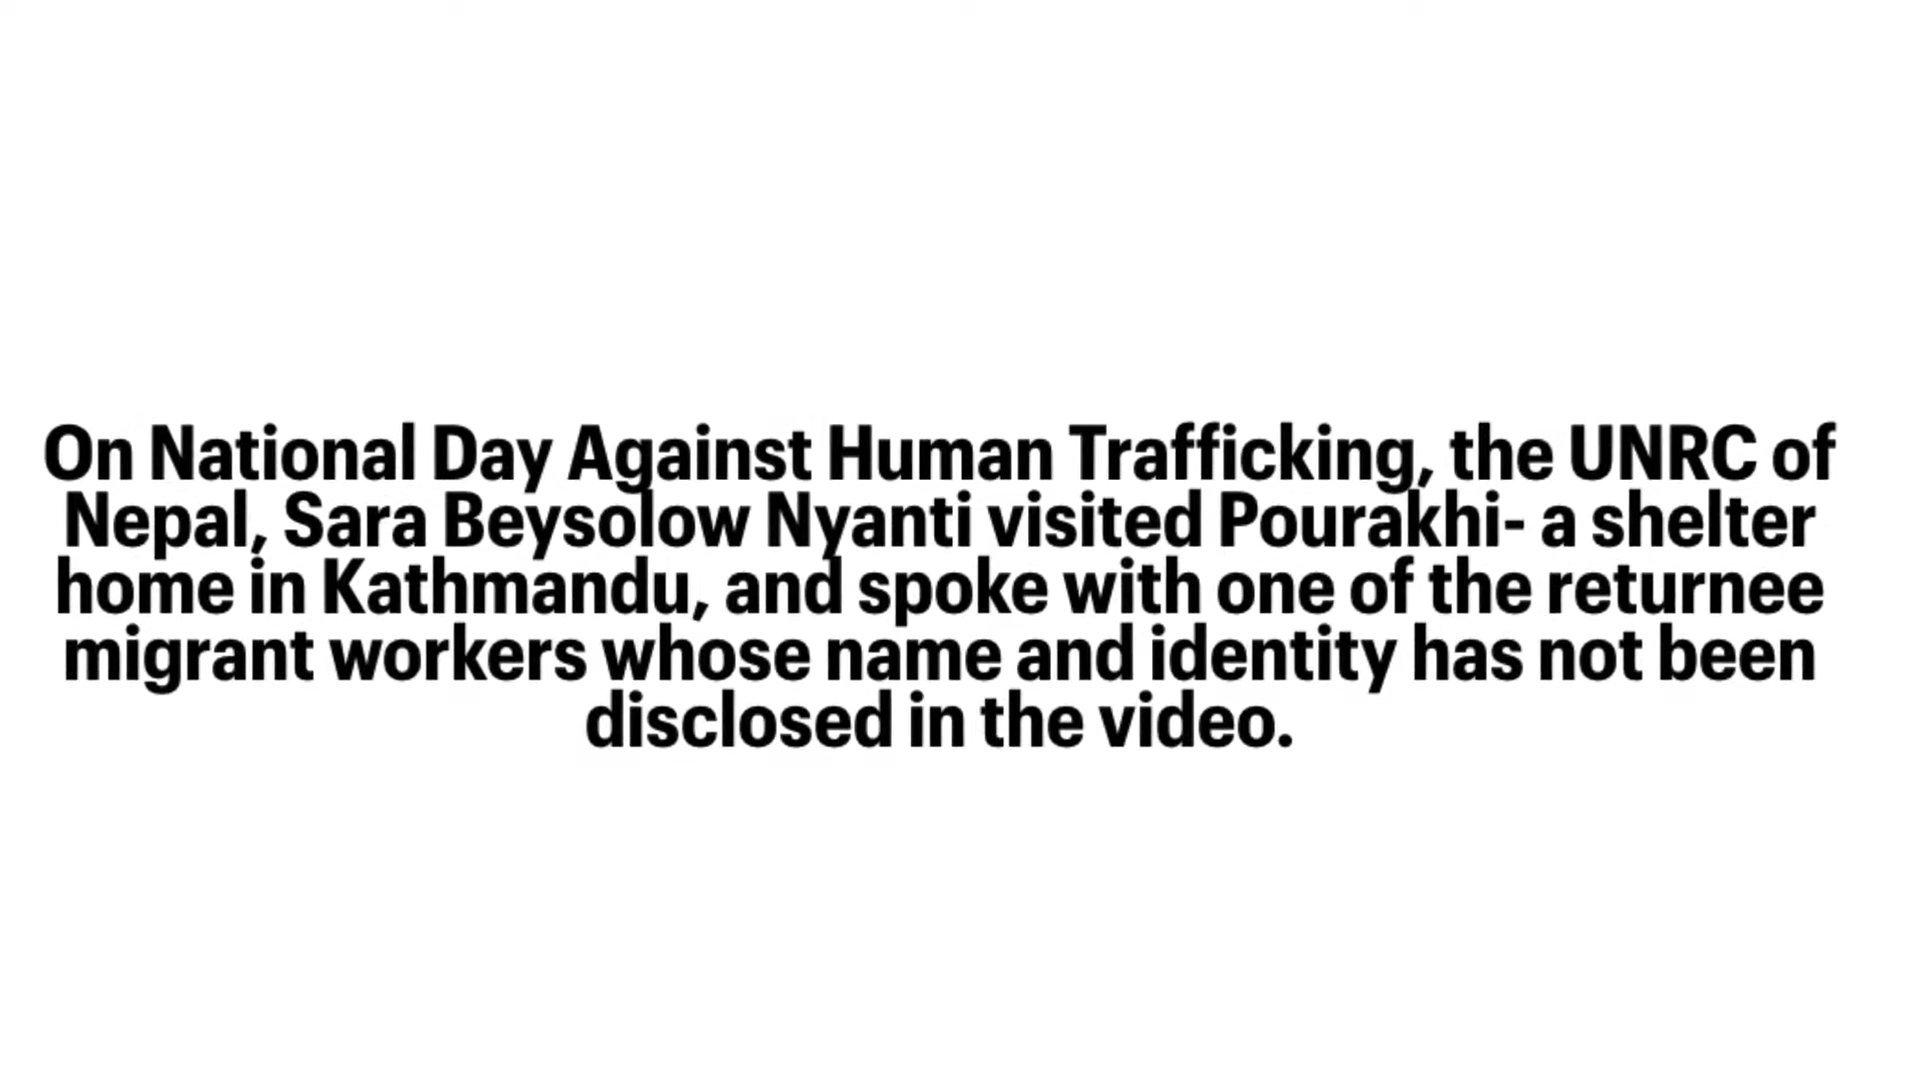 On National Day Against Human Trafficking, the UNRC of
Nepal, Sara Beysolow Nyanti visited Pourakhi- a shelter
home in Kathmandu, and spoke with one of the returnee
migrant workers whose name and identity has not been
disclosed in the video.